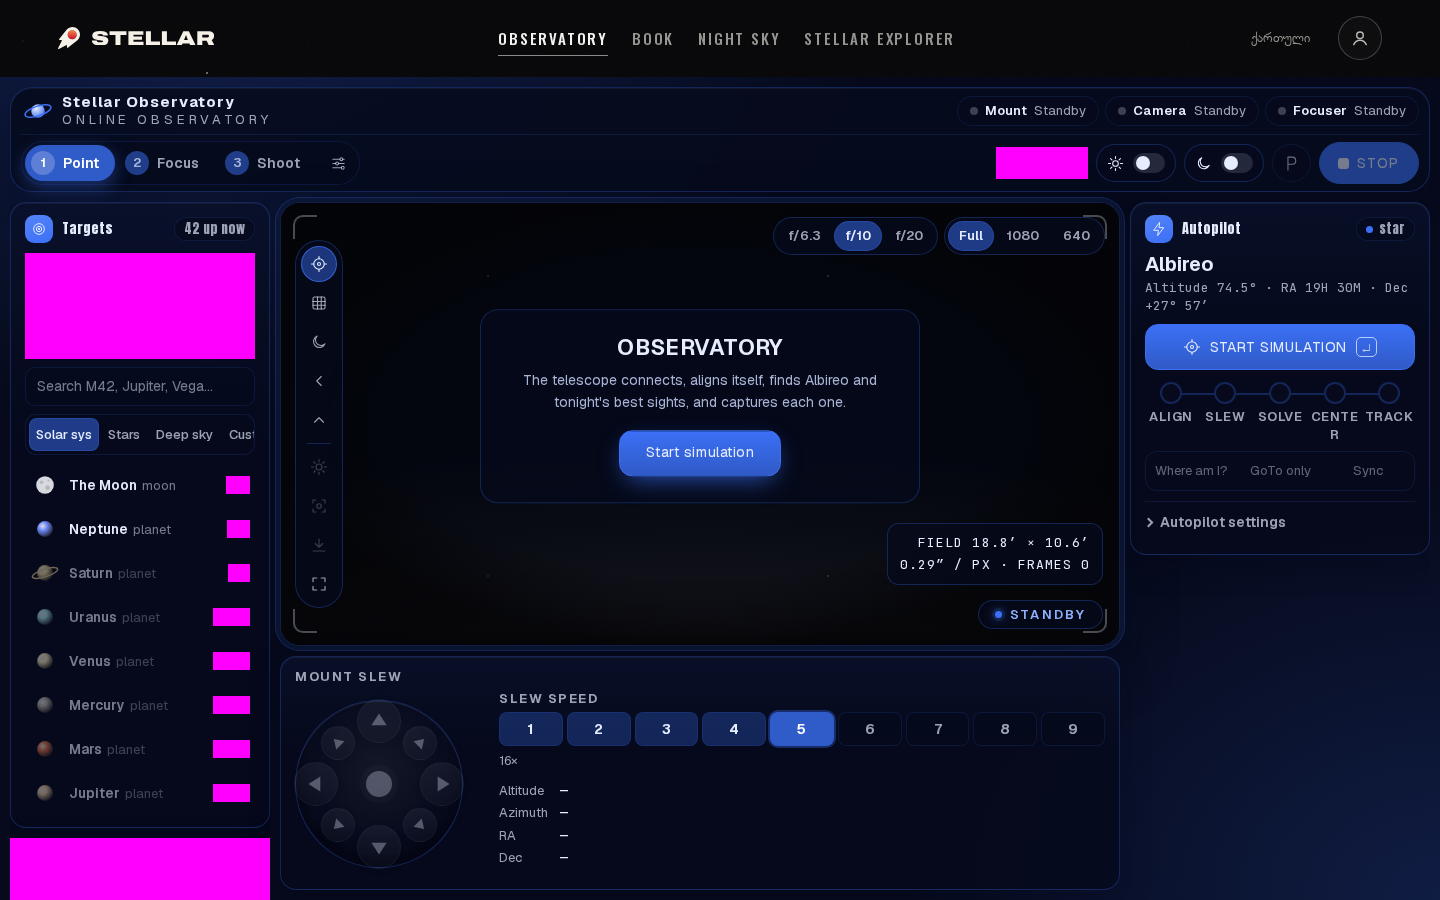 STELLAR
OBSERVATORY BOOK NIGHT SKY STELLAR EXPLORER
ქართული
Stellar Observatory
ONLINE OBSERVATORY
Mount Standby
Camera Standby
Focuser Standby
1 Point
2 Focus
3 Shoot
P
STOP
Targets
42 up now
Search M42, Jupiter, Vega...
Solar sys Stars Deep sky Cust
The Moon moon
Neptune planet
Saturn planet
Uranus planet
Venus planet
Mercury planet
Mars planet
Jupiter planet
f/6.3 f/10 f/20
Full 1080 640
OBSERVATORY
The telescope connects, aligns itself, finds Albireo and
tonight's best sights, and captures each one.
Start simulation
FIELD 18.8′ × 10.6′
0.29″ / PX · FRAMES 0
STANDBY
MOUNT SLEW
SLEW SPEED
1 2 3 4 5 6 7 8 9
16×
Altitude —
Azimuth —
RA —
Dec —
Autopilot
star
Albireo
Altitude 74.5° · RA 19H 30M · Dec
+27° 57′
START SIMULATION
ALIGN SLEW SOLVE CENTE TRACK
R
Where am I? GoTo only Sync
Autopilot settings